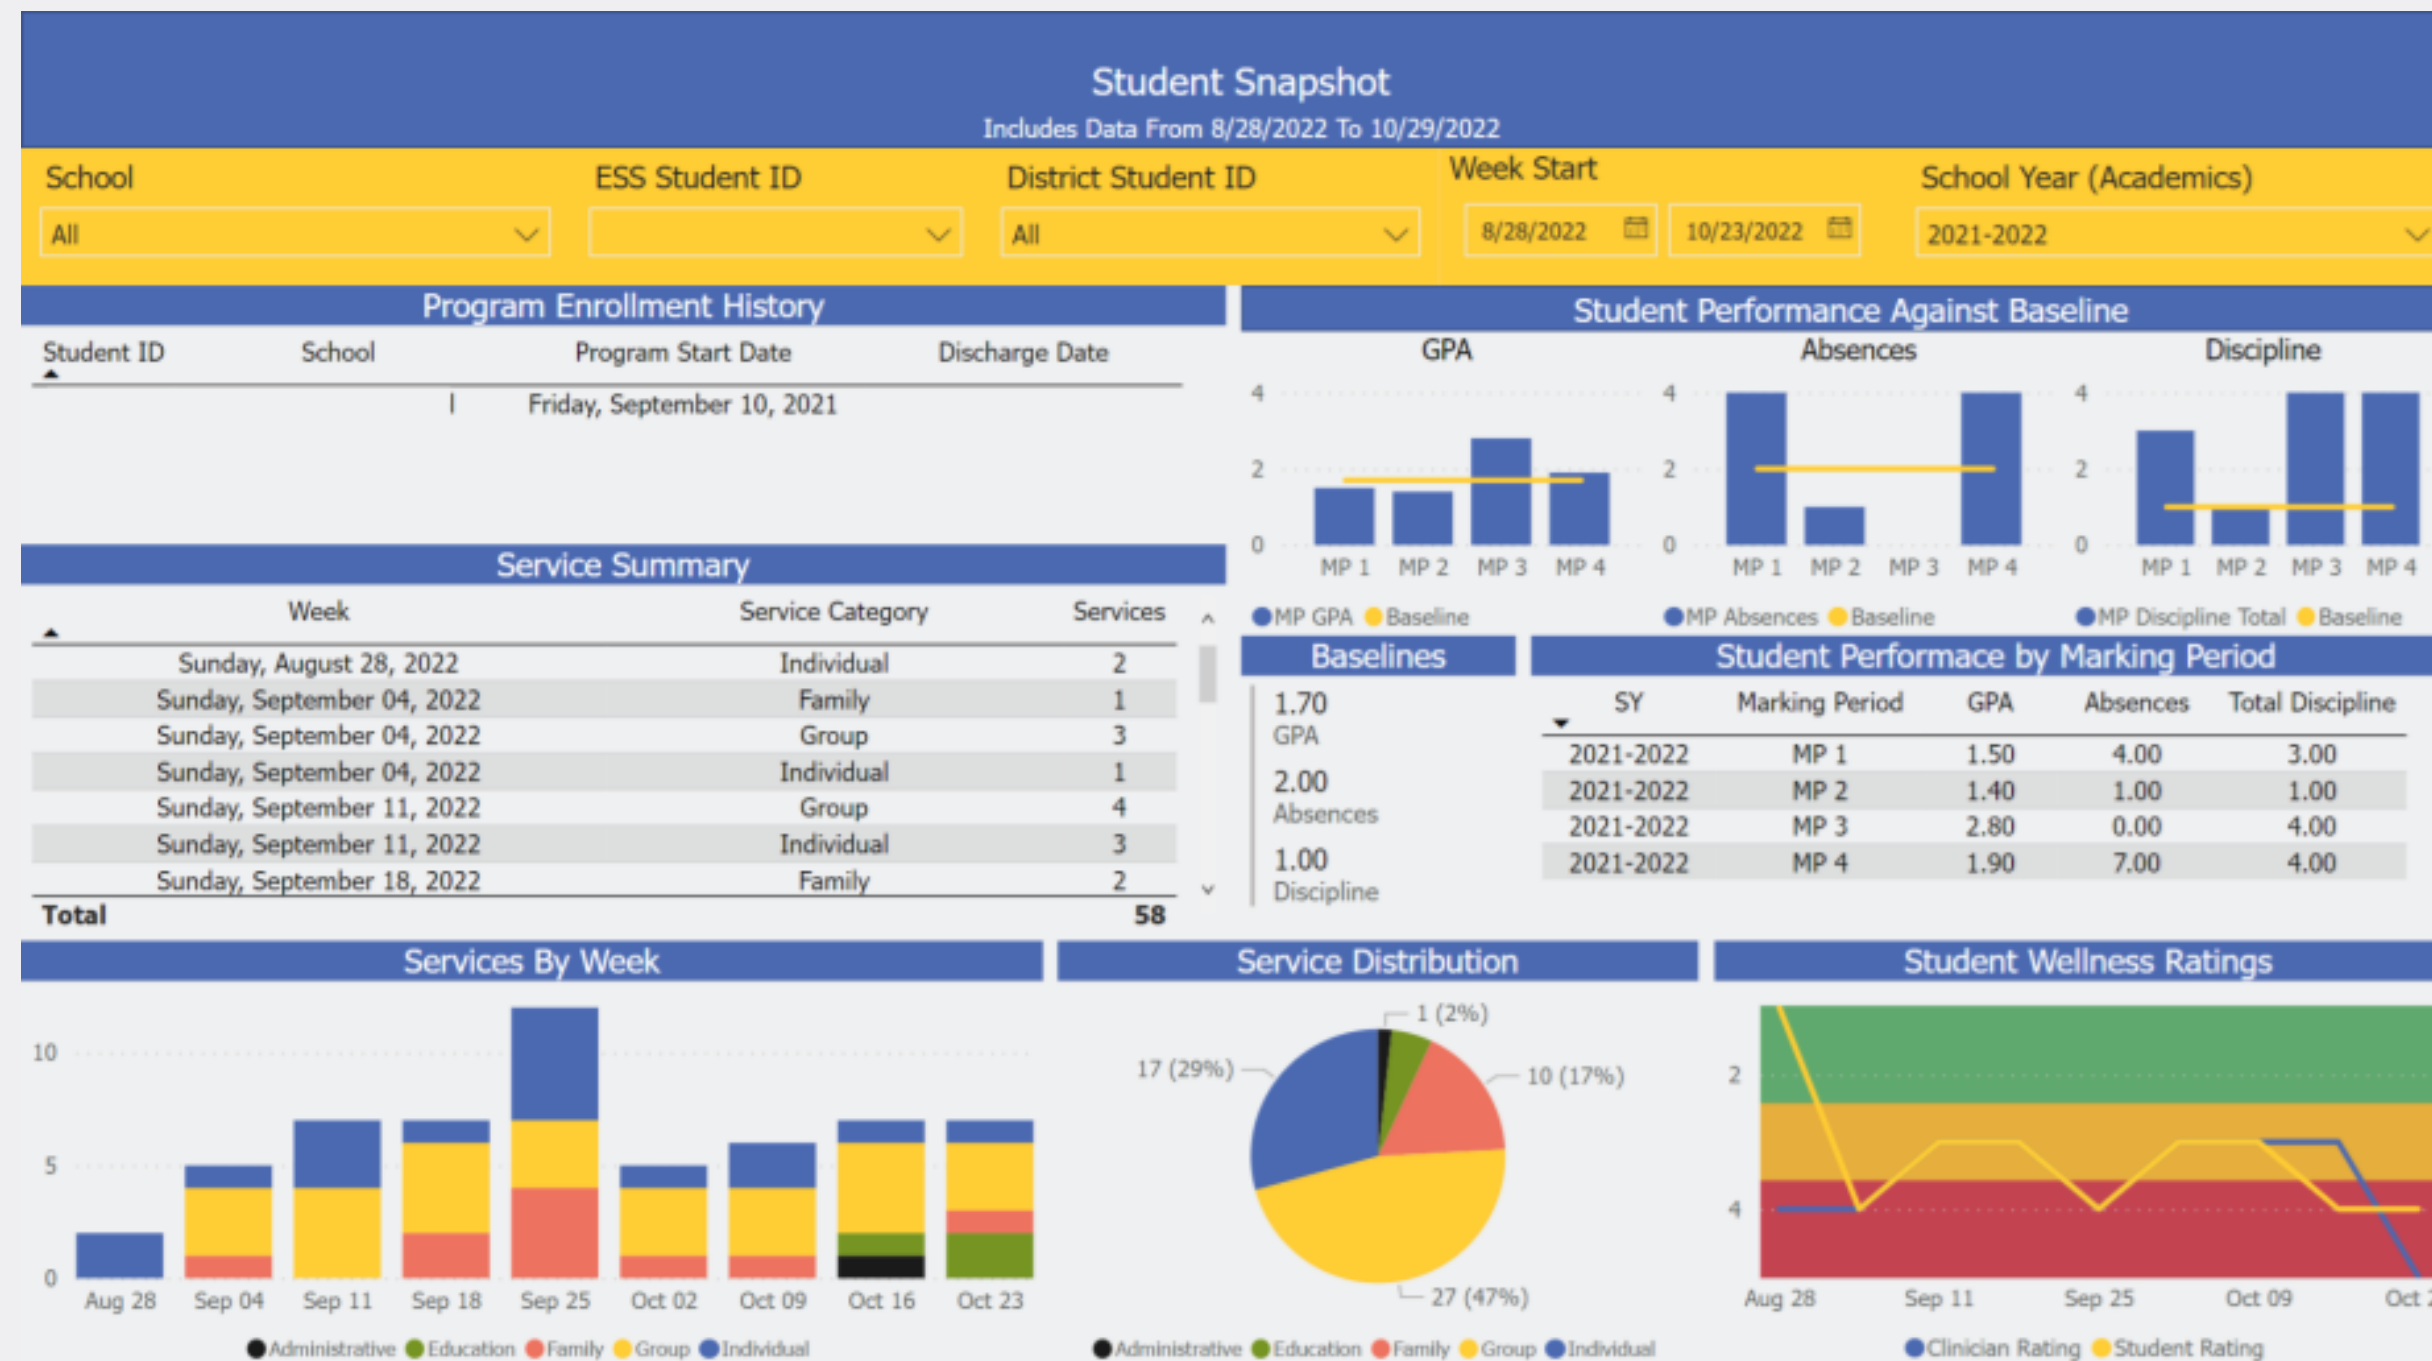 Student Snapshot
Includes Data From 8/28/2022 To 10/29/2022
School ESS Student ID District Student ID Week Start School Year (Academics)
All All 8/28/2022 10/23/2022 2021-2022
Program Enrollment History
Student ID School Program Start Date Discharge Date
Friday, September 10, 2021
Student Performance Against Baseline
GPA Absences Discipline
4 4 4
2 2 2
0 0 0
MP 1 MP 2 MP 3 MP 4 MP 1 MP 2 MP 3 MP 4 MP 1 MP 2 MP 3 MP 4
MP GPA Baseline MP Absences Baseline MP Discipline Total Baseline
Service Summary
Week Service Category Services
Sunday, August 28, 2022 Individual 2
Sunday, September 04, 2022 Family 1
Sunday, September 04, 2022 Group 3
Sunday, September 04, 2022 Individual 1
Sunday, September 11, 2022 Group 4
Sunday, September 11, 2022 Individual 3
Sunday, September 18, 2022 Family 2
Total 58
Baselines
1.70
GPA
2.00
Absences
1.00
Discipline
Student Performace by Marking Period
SY Marking Period GPA Absences Total Discipline
2021-2022 MP 1 1.50 4.00 3.00
2021-2022 MP 2 1.40 1.00 1.00
2021-2022 MP 3 2.80 0.00 4.00
2021-2022 MP 4 1.90 7.00 4.00
Services By Week
10
5
0
Aug 28 Sep 04 Sep 11 Sep 18 Sep 25 Oct 02 Oct 09 Oct 16 Oct 23
Administrative Education Family Group Individual
Service Distribution
1 (2%)
17 (29%)
10 (17%)
27 (47%)
Administrative Education Family Group Individual
Student Wellness Ratings
2
4
Aug 28 Sep 11 Sep 25 Oct 09 Oct
Clinician Rating Student Rating